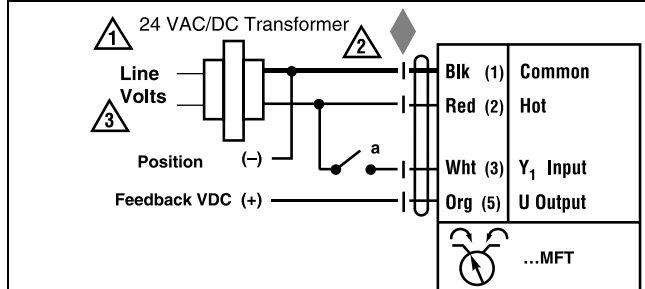 1 24 VAC/DC Transformer
2
Line
Volts
3
Blk (1) Common
Red (2) Hot
a
Position (–)
Wht (3) Y₁ Input
Feedback VDC (+)
Org (5) U Output
...MFT